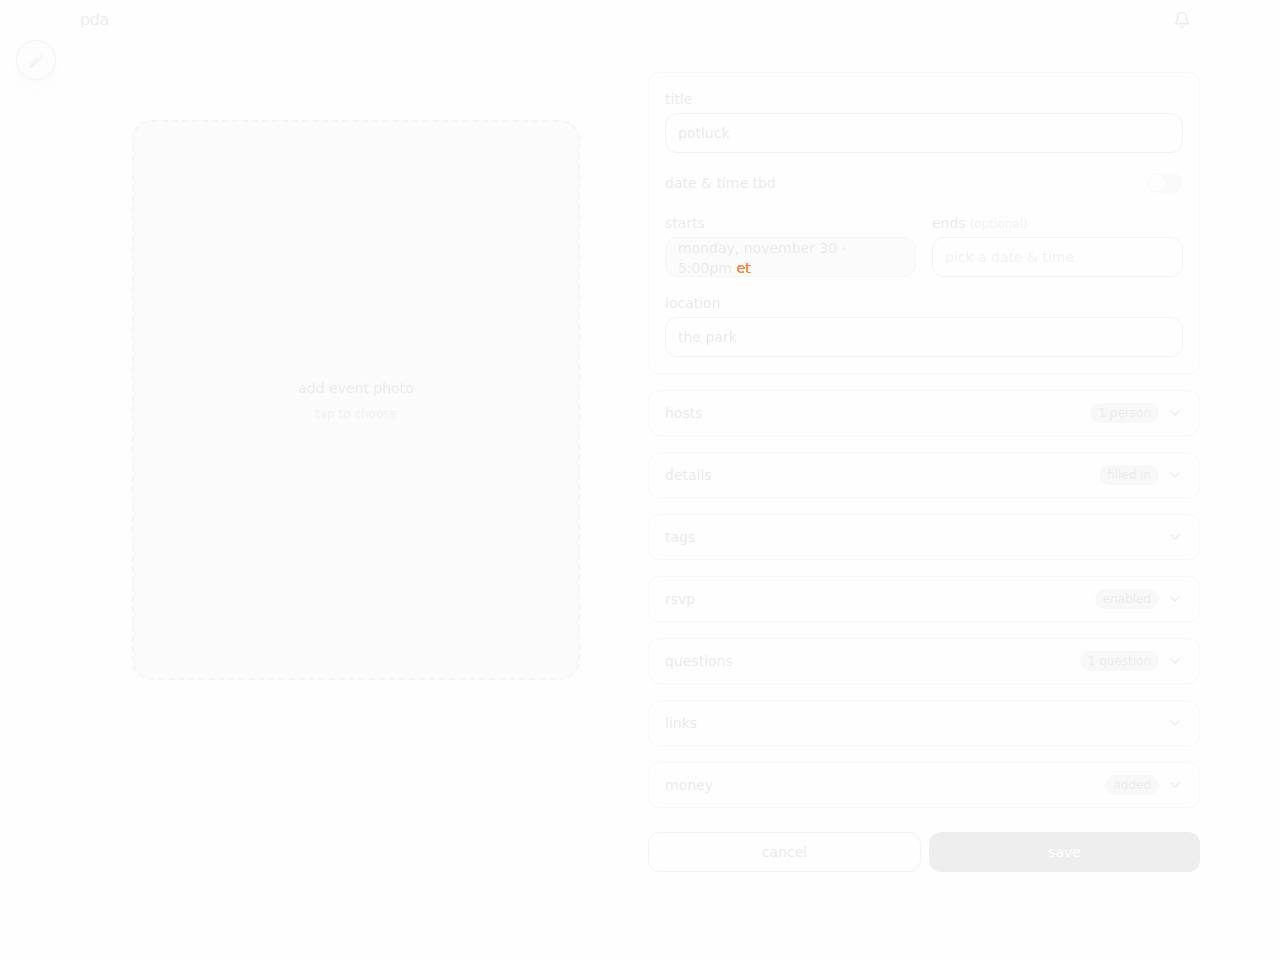 pda
title
potluck
date & time tbd
starts
ends (optional)
monday, november 30 ·
5:00pm et
pick a date & time
location
the park
add event photo
tap to choose
hosts
1 person
details
filled in
tags
rsvp
enabled
questions
1 question
links
money
added
cancel
save